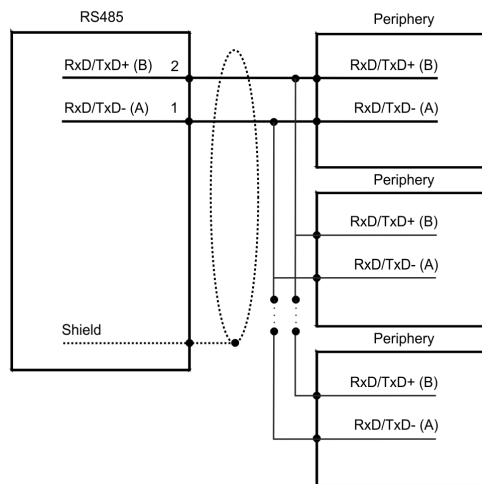 RS485
Periphery
RxD/TxD+ (B) 2
RxD/TxD+ (B)
RxD/TxD- (A) 1
RxD/TxD- (A)
Periphery
RxD/TxD+ (B)
RxD/TxD- (A)
Shield
Periphery
RxD/TxD+ (B)
RxD/TxD- (A)